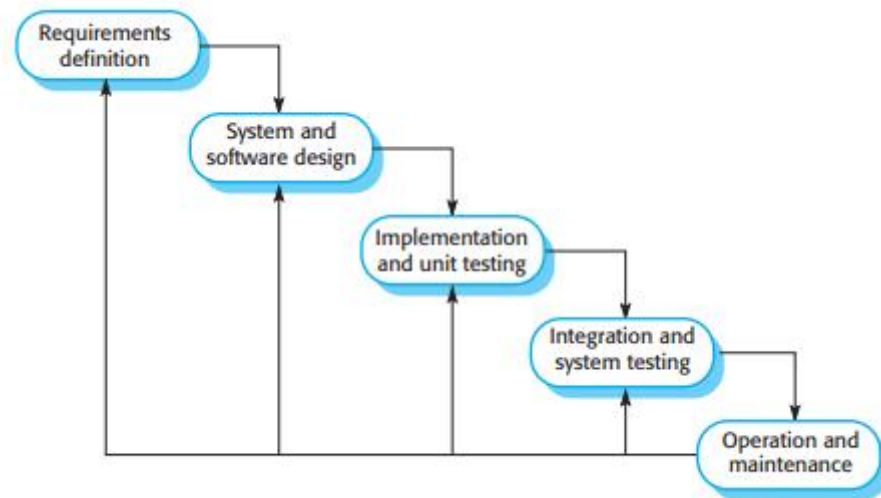 Requirements
definition
System and
software design
Implementation
and unit testing
Integration and
system testing
Operation and
maintenance